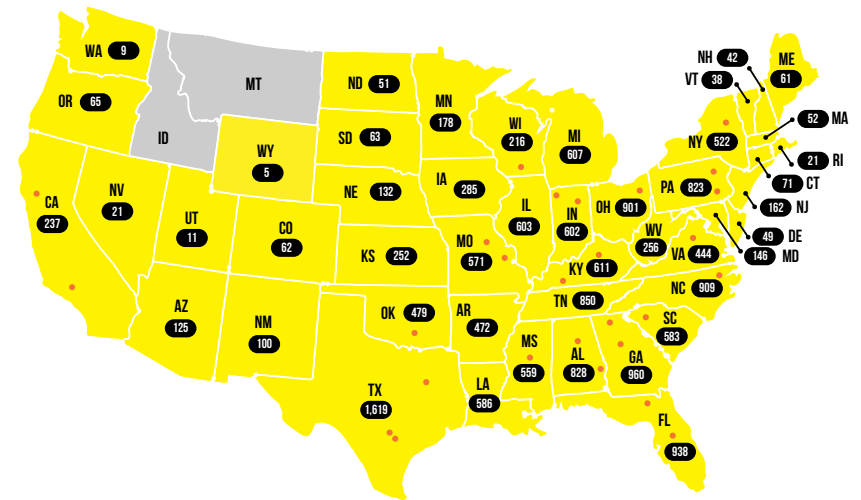 WA 9
OR 65
MT
ID
ND 51
MN
178
SD 63
WY
5
WI
216
MI
607
NH 42
VT 38
ME
61
52 MA
NY 522
21 RI
71 CT
PA 823
162 NJ
49 DE
146 MD
CA
237
NV
21
UT
11
CO
62
NE 132
IA 285
IL
603
IN
602
OH 901
WV
256
VA 444
KS 252
MO
571
KY 611
NC 909
TN 850
AZ
125
NM
100
OK 479
AR
472
SC
583
MS
559
AL
828
GA
960
TX
1,619
LA
586
FL
938